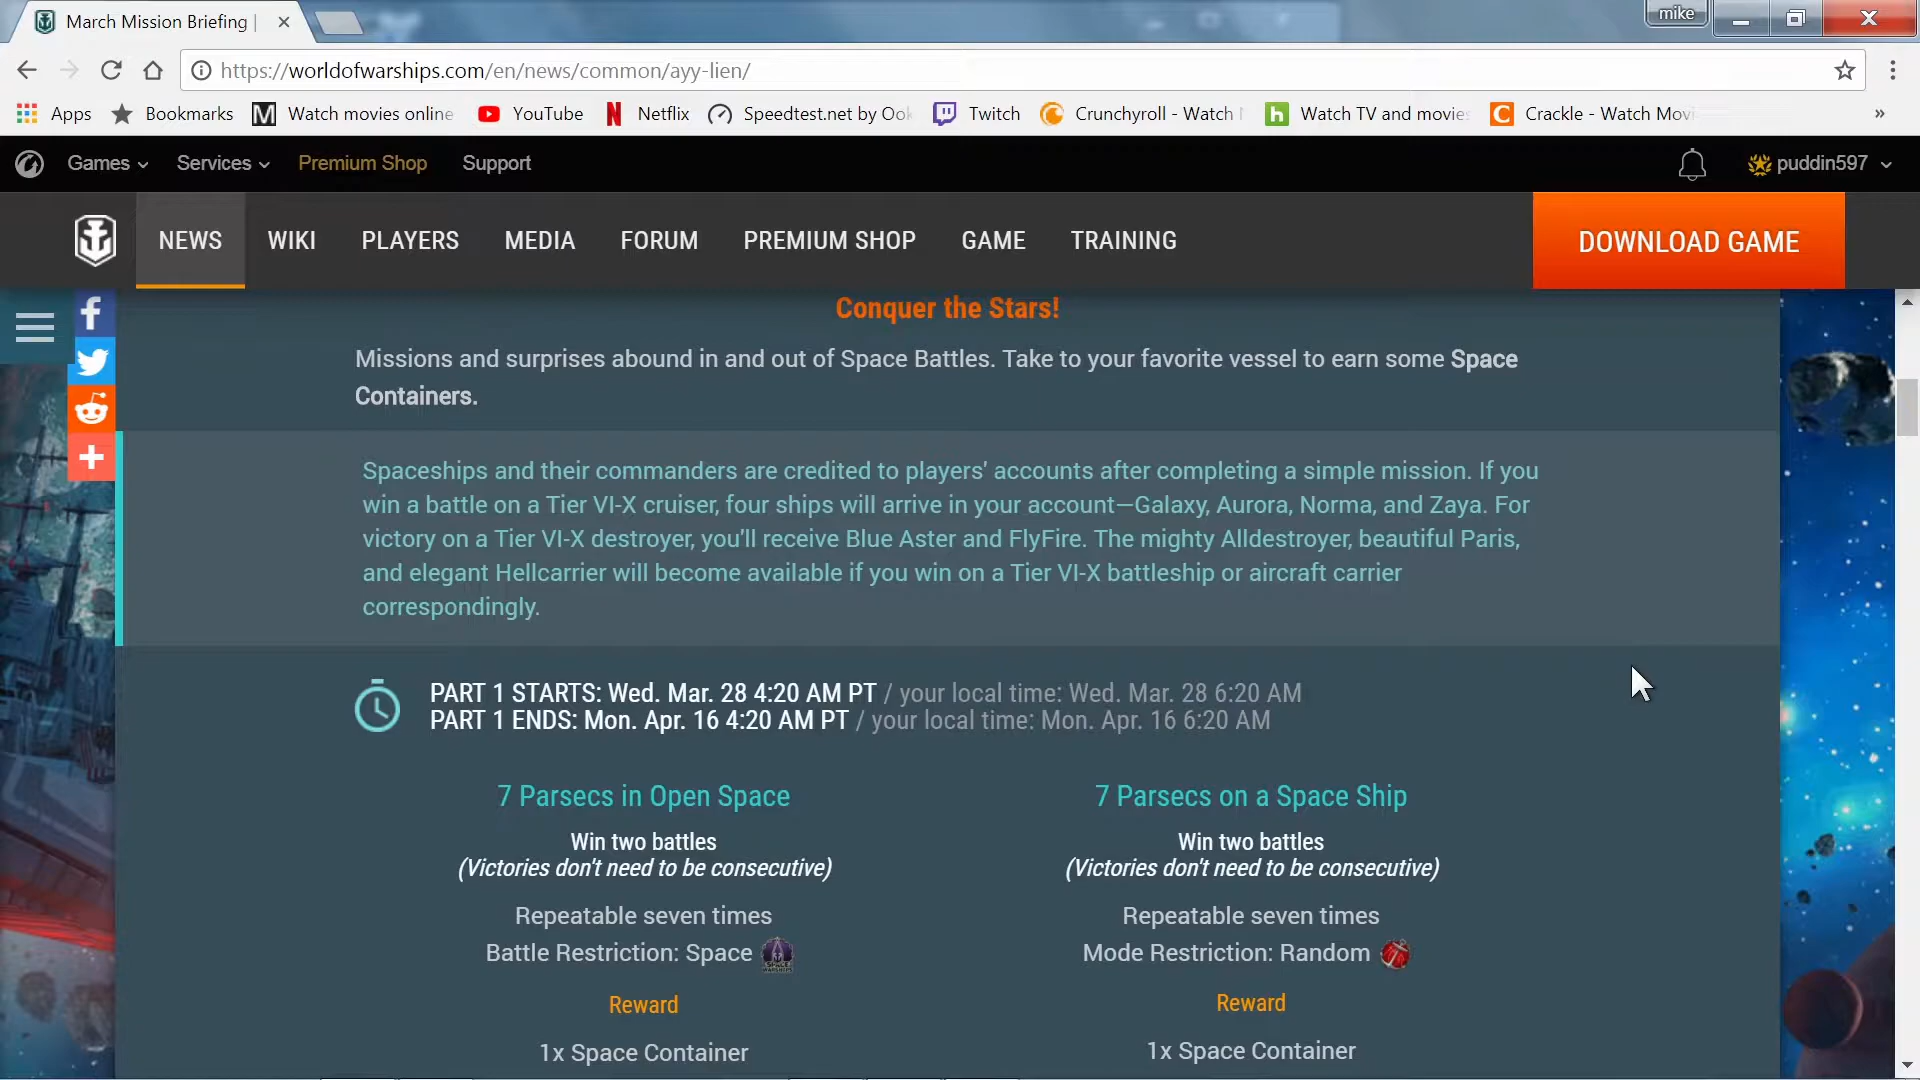 March Mission Briefing |
mike
https://worldofwarships.com/en/news/common/ayy-lien/
Apps Bookmarks Watch movies online YouTube Netflix Speedtest.net by Ook Twitch Crunchyroll - Watch Watch TV and movies Crackle - Watch Movi »
Games Services Premium Shop Support puddin597
NEWS WIKI PLAYERS MEDIA FORUM PREMIUM SHOP GAME TRAINING DOWNLOAD GAME
Conquer the Stars!
Missions and surprises abound in and out of Space Battles. Take to your favorite vessel to earn some Space
Containers.
Spaceships and their commanders are credited to players' accounts after completing a simple mission. If you
win a battle on a Tier VI-X cruiser, four ships will arrive in your account—Galaxy, Aurora, Norma, and Zaya. For
victory on a Tier VI-X destroyer, you'll receive Blue Aster and FlyFire. The mighty Alldestroyer, beautiful Paris,
and elegant Hellcarrier will become available if you win on a Tier VI-X battleship or aircraft carrier
correspondingly.
PART 1 STARTS: Wed. Mar. 28 4:20 AM PT / your local time: Wed. Mar. 28 6:20 AM
PART 1 ENDS: Mon. Apr. 16 4:20 AM PT / your local time: Mon. Apr. 16 6:20 AM
7 Parsecs in Open Space
Win two battles
(Victories don't need to be consecutive)
Repeatable seven times
Battle Restriction: Space
Reward
1x Space Container
7 Parsecs on a Space Ship
Win two battles
(Victories don't need to be consecutive)
Repeatable seven times
Mode Restriction: Random
Reward
1x Space Container